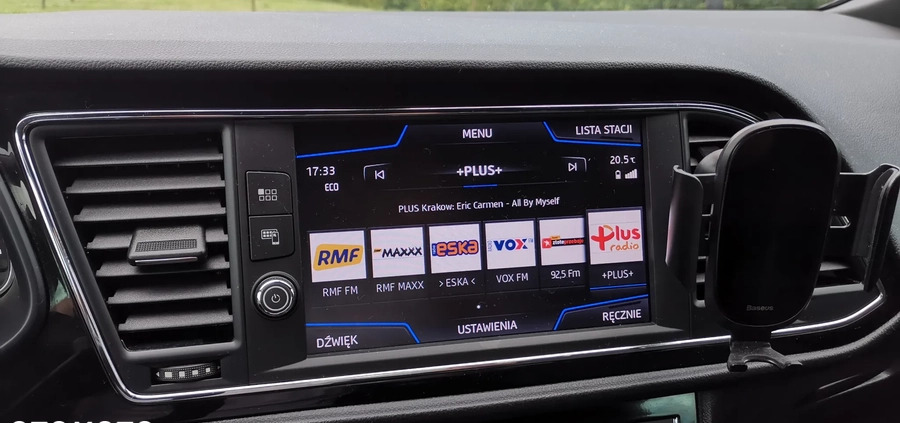 MENU
LISTA STACJI
17:33
ECO
+PLUS+
20.5°C
PLUS Krakow: Eric Carmen - All By Myself
RMF
MAXXX
eska
VOX FM
Plus
radio
RMF FM
RMF MAXX
> ESKA <
VOX FM
92,5 Fm
+PLUS+
DŹWIĘK
USTAWIENIA
RĘCZNIE
Baseus